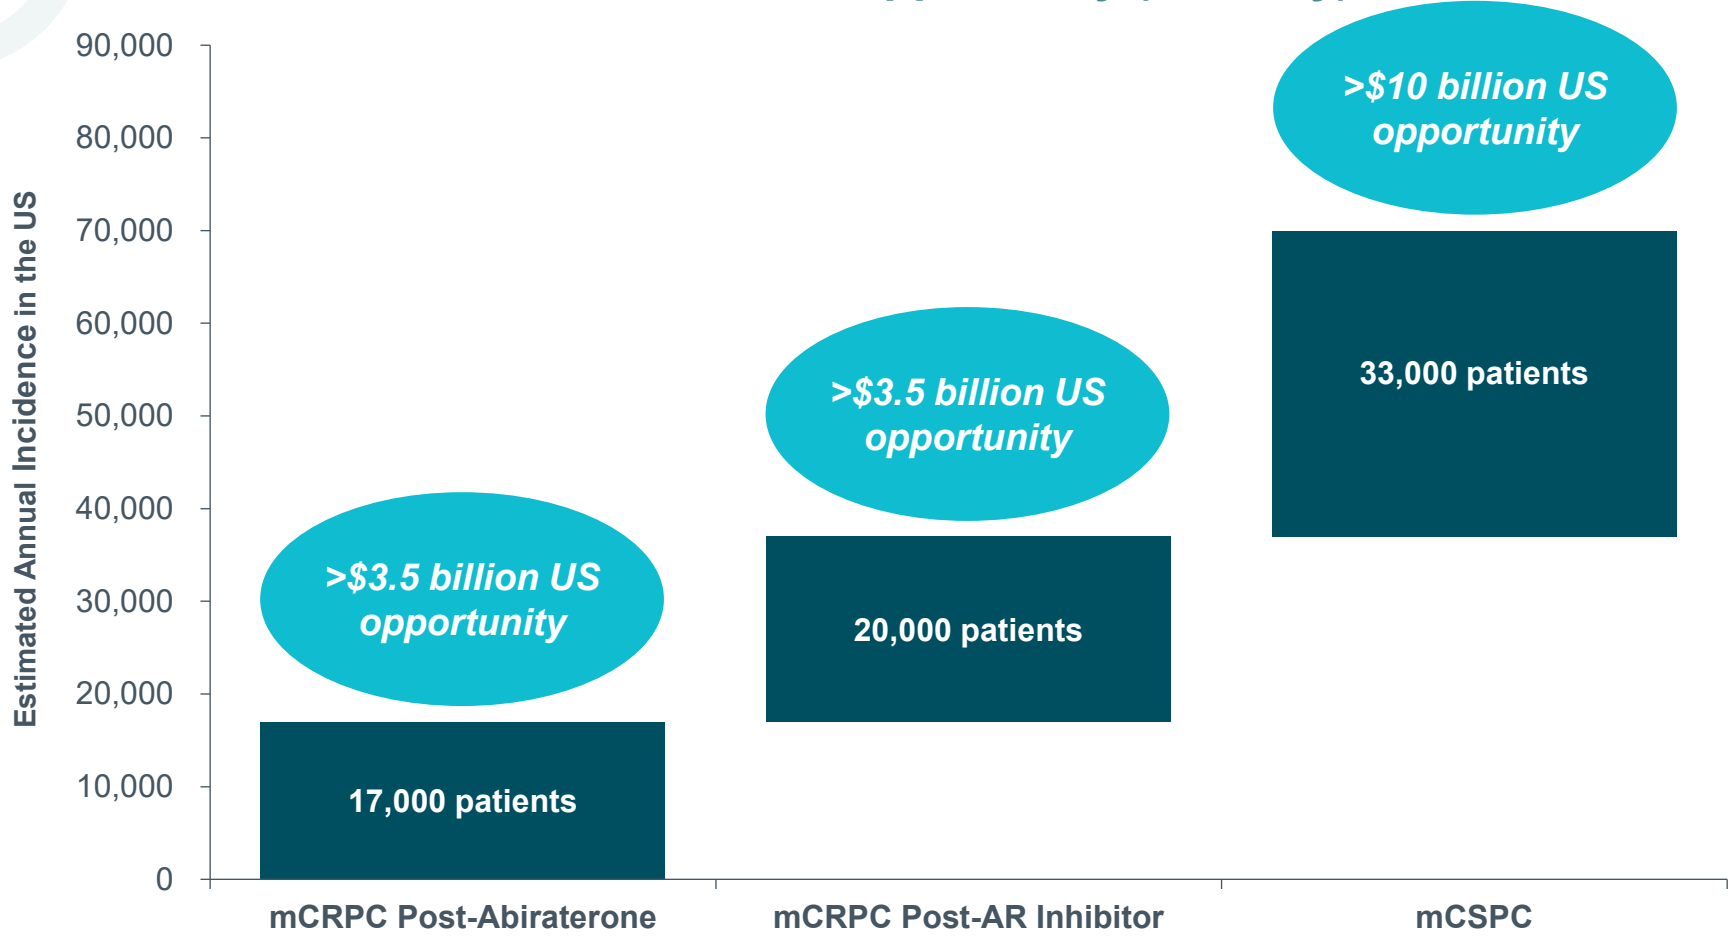 90,000
80,000
70,000
60,000
50,000
40,000
30,000
20,000
10,000
0
Estimated Annual Incidence in the US
>$3.5 billion US
opportunity
17,000 patients
>$3.5 billion US
opportunity
20,000 patients
>$10 billion US
opportunity
33,000 patients
mCRPC Post-Abiraterone
mCRPC Post-AR Inhibitor
mCSPC